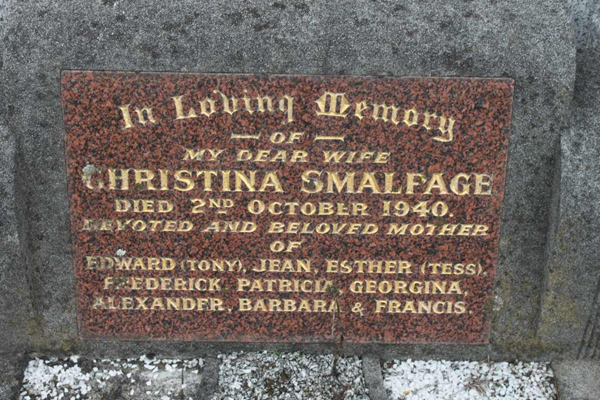 In Loving Memory
— OF —
MY DEAR WIFE
CHRISTINA SMALFAGE
DIED 2ND OCTOBER 1940.
DEVOTED AND BELOVED MOTHER
OF
EDWARD (TONY), JEAN, ESTHER (TESS),
FREDERICK, PATRICIA, GEORGINA,
ALEXANDER, BARBARA & FRANCIS.